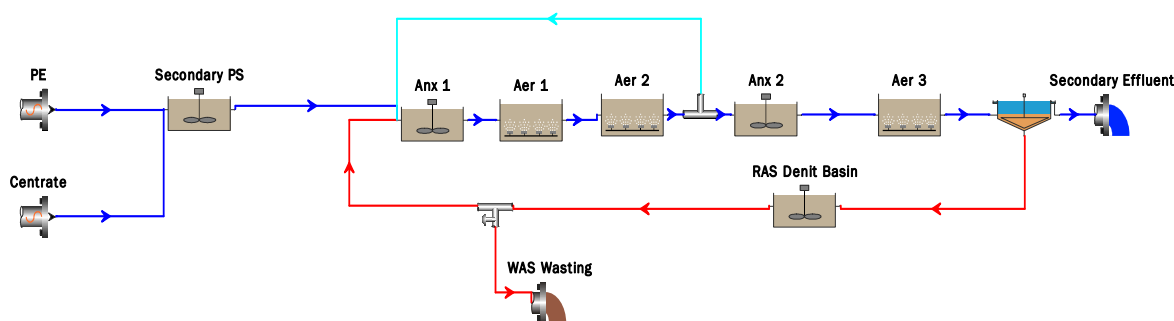 PE
Secondary PS
Anx 1
Aer 1
Aer 2
Anx 2
Aer 3
Secondary Effluent
Centrate
RAS Denit Basin
WAS Wasting